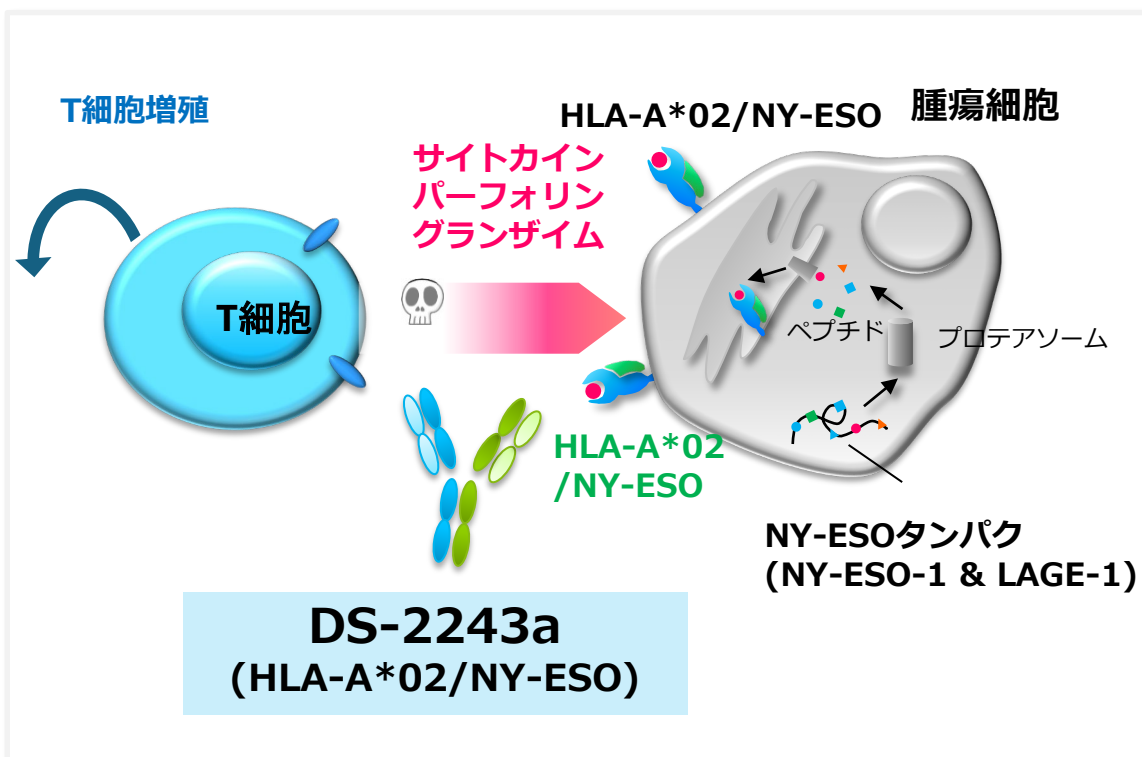 T細胞増殖
HLA-A*02/NY-ESO
腫瘍細胞
サイトカイン
パーフォリン
グランザイム
T細胞
ペプチド
プロテアソーム
HLA-A*02
/NY-ESO
NY-ESOタンパク
(NY-ESO-1 & LAGE-1)
DS-2243a
(HLA-A*02/NY-ESO)